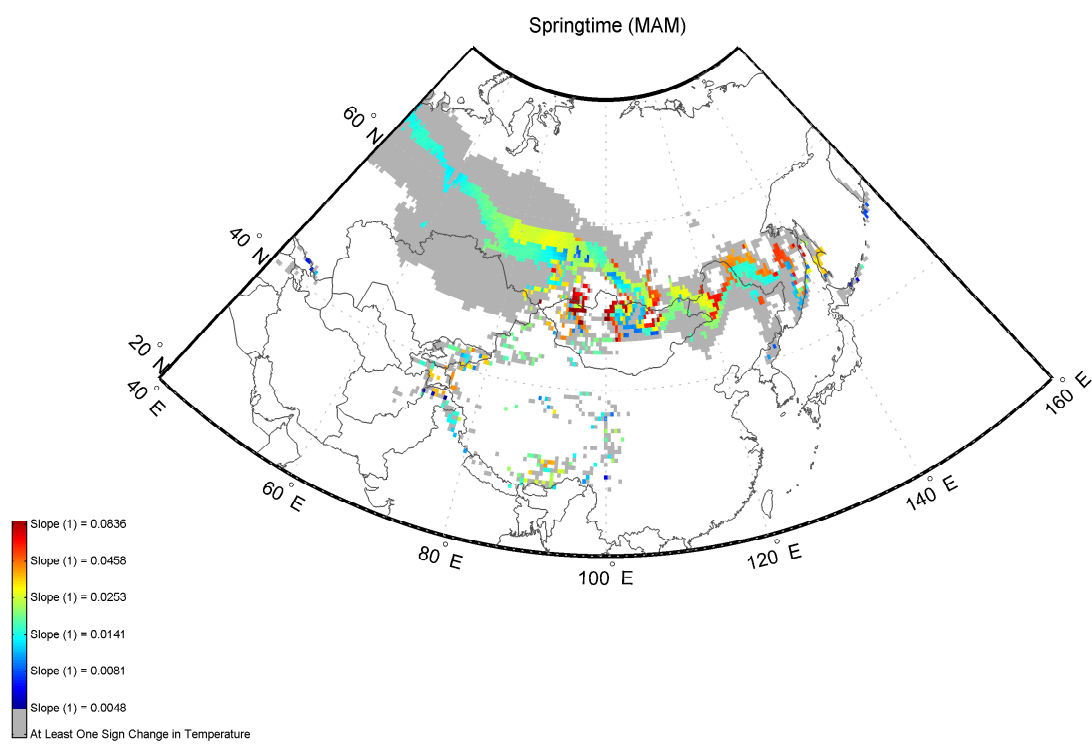 Springtime (MAM)
60 N
40 N
20 N
40 E
60 E
80 E
100 E
120 E
140 E
160 E
Slope (1) = 0.0836
Slope (1) = 0.0458
Slope (1) = 0.0253
Slope (1) = 0.0141
Slope (1) = 0.0081
Slope (1) = 0.0048
At Least One Sign Change in Temperature